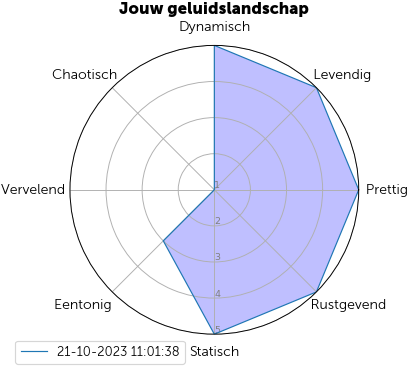 Jouw geluidslandschap
Dynamisch
Chaotisch
Levendig
Vervelend
1
Prettig
2
3
4
Eentonig
Rustgevend
5
21-10-2023 11:01:38
Statisch